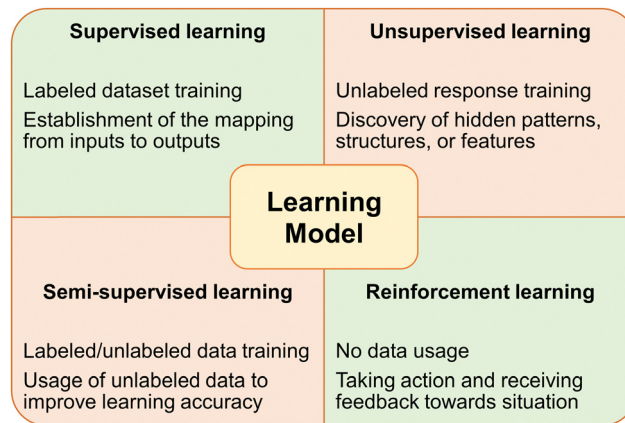 Supervised learning
Labeled dataset training
Establishment of the mapping
from inputs to outputs
Unsupervised learning
Unlabeled response training
Discovery of hidden patterns,
structures, or features
Learning
Model
Semi-supervised learning
Labeled/unlabeled data training
Usage of unlabeled data to
improve learning accuracy
Reinforcement learning
No data usage
Taking action and receiving
feedback towards situation